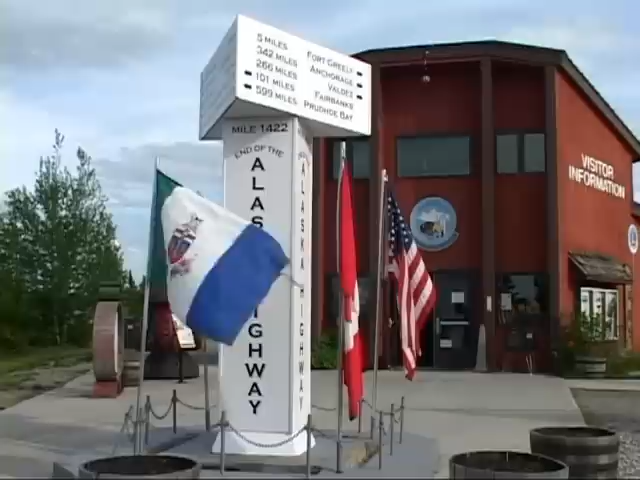 5 MILES FORT GREELY
342 MILES ANCHORAGE
266 MILES VALDEZ
101 MILES FAIRBANKS
599 MILES PRUDHOE BAY
MILE 1422
END OF THE
ALAS
HIGHWAY
ALASKA HIGHWAY
VISITOR
INFORMATION